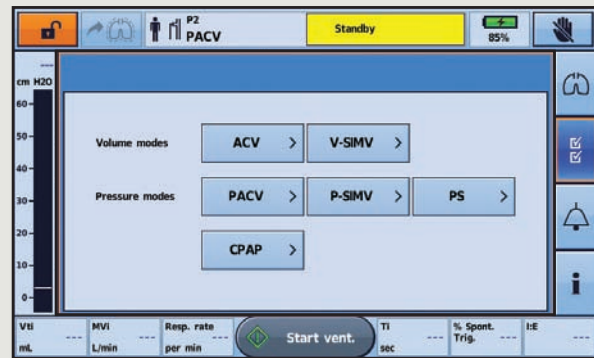 P2
PACV
Standby
85%
---
cm H2O
60
50
40
30
20
10
0
Volume modes
ACV >
V-SIMV >
Pressure modes
PACV >
P-SIMV >
PS >
CPAP >
Vti --- mL
MVi --- L/min
Resp. rate --- per min
Start vent.
Ti --- sec
% Spont. Trig. ---
I:E ---
i